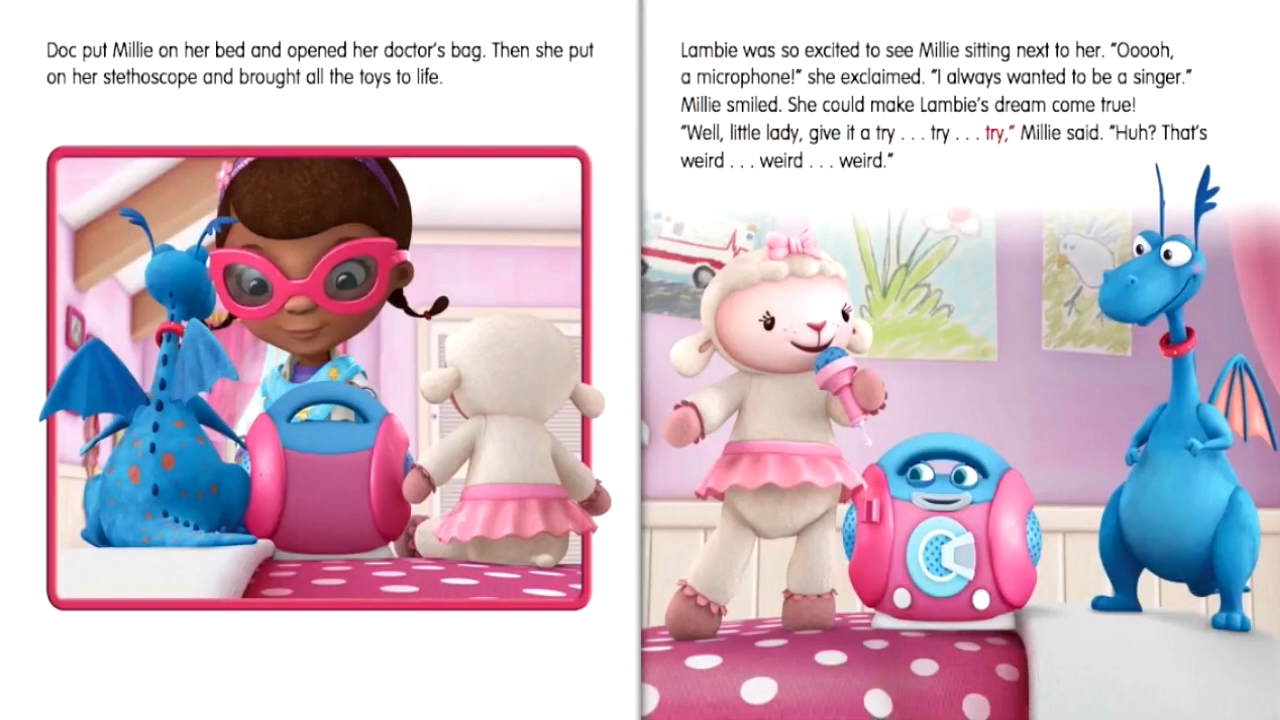 Doc put Millie on her bed and opened her doctor's bag. Then she put
on her stethoscope and brought all the toys to life.
Lambie was so excited to see Millie sitting next to her. "Ooooh,
a microphone!" she exclaimed. "I always wanted to be a singer."
Millie smiled. She could make Lambie's dream come true!
"Well, little lady, give it a try . . . try . . . try," Millie said. "Huh? That's
weird . . . weird . . . weird."